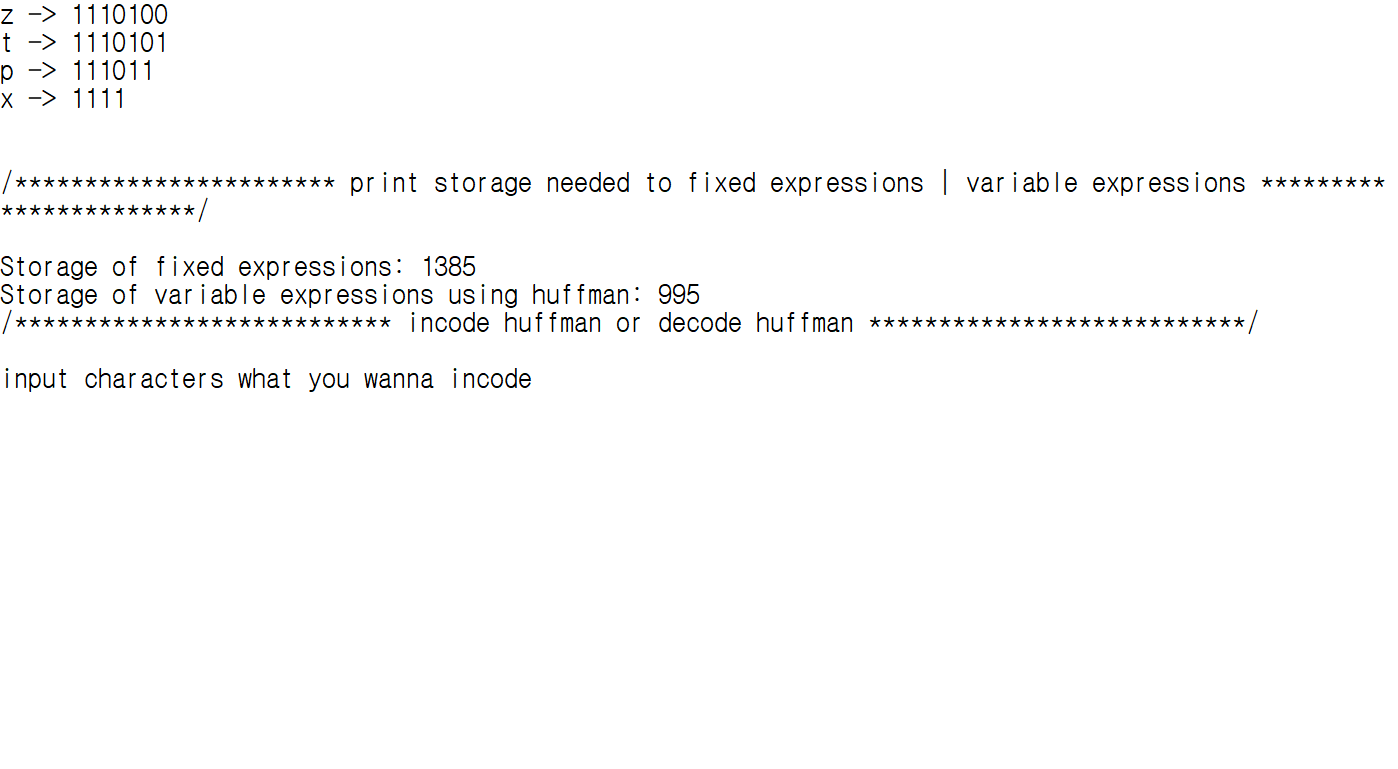 z -> 1110100
t -> 1110101
p -> 111011
x -> 1111
/*********************** print storage needed to fixed expressions | variable expressions *********
**************/
Storage of fixed expressions: 1385
Storage of variable expressions using huffman: 995
/*************************** incode huffman or decode huffman ***************************/
input characters what you wanna incode